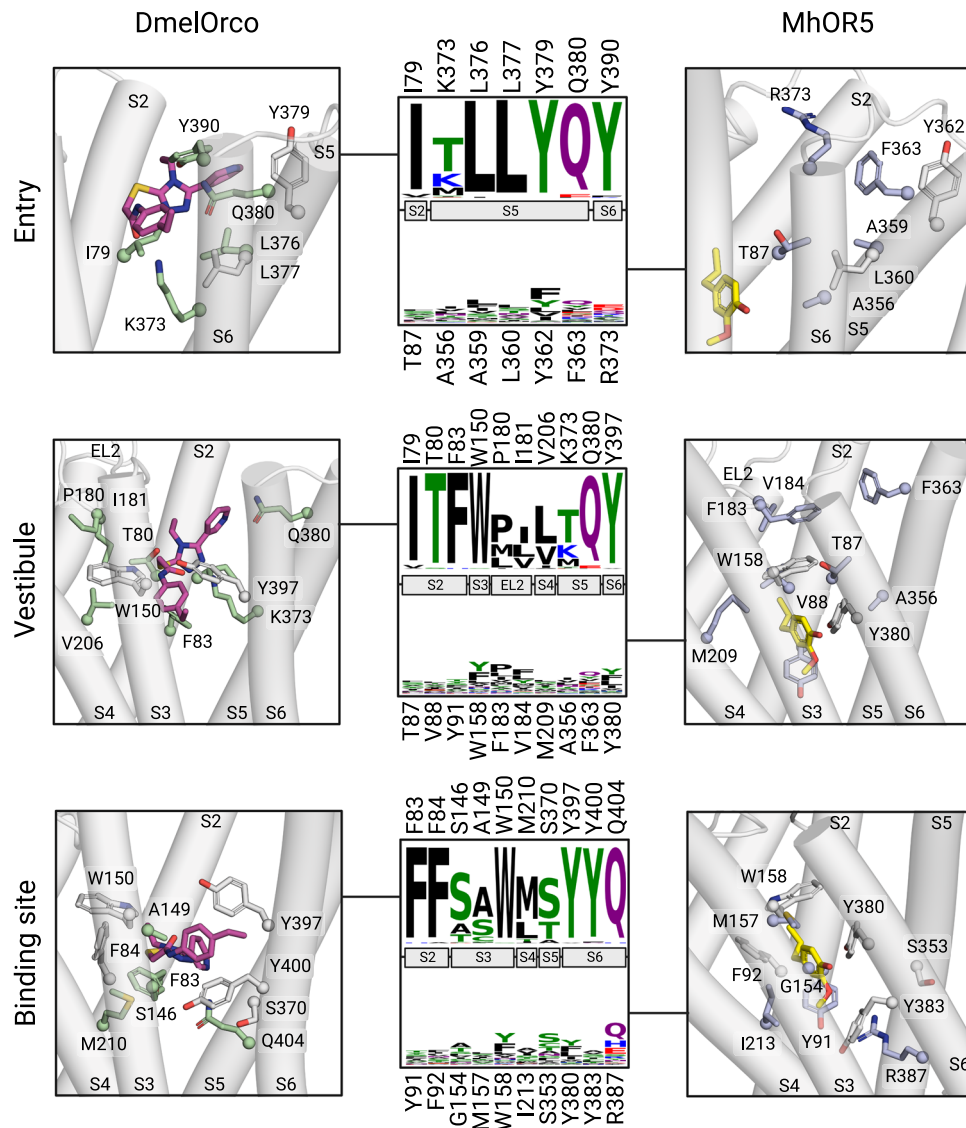 DmelOrco
MhOR5
Entry
S2
Y390
Y379
S5
Q380
I79
L376
L377
K373
S6
I79 K373 L376 L377 Y379 Q380 Y390
I T K M L L Y Q Y
S2 S5 S6
F Y
T87 A356 A359 L360 Y362 F363 R373
R373
S2
Y362
F363
A359
T87
L360
A356
S6
S5
Vestibule
EL2
S2
P180
I181
T80
Q380
Y397
W150
K373
V206
F83
S4
S3
S5
S6
I79 T80 F83 W150 P180 I181 V206 K373 Q380 Y397
I T F W P M L I L V L V T K M Q Y
S2 S3 EL2 S4 S5 S6
Y F P F Q Y
T87 V88 Y91 W158 F183 V184 M209 A356 F363 Y380
S2
EL2
V184
F363
F183
W158
T87
V88
A356
Y380
M209
S4
S3
S5
S6
Binding site
S2
W150
A149
Y397
F84
F83
Y400
S146
S370
M210
Q404
S4
S3
S5
S6
F83 F84 S146 A149 W150 M210 S370 Y397 Y400 Q404
F F S A T A S W M L S T Y Y Q
S2 S3 S4 S5 S6
Y F S Y Q H
Y91 F92 G154 M157 W158 I213 S353 Y380 Y383 R387
S2
S5
W158
M157
Y380
S353
F92
G154
Y383
I213
Y91
R387
S4
S3
S6